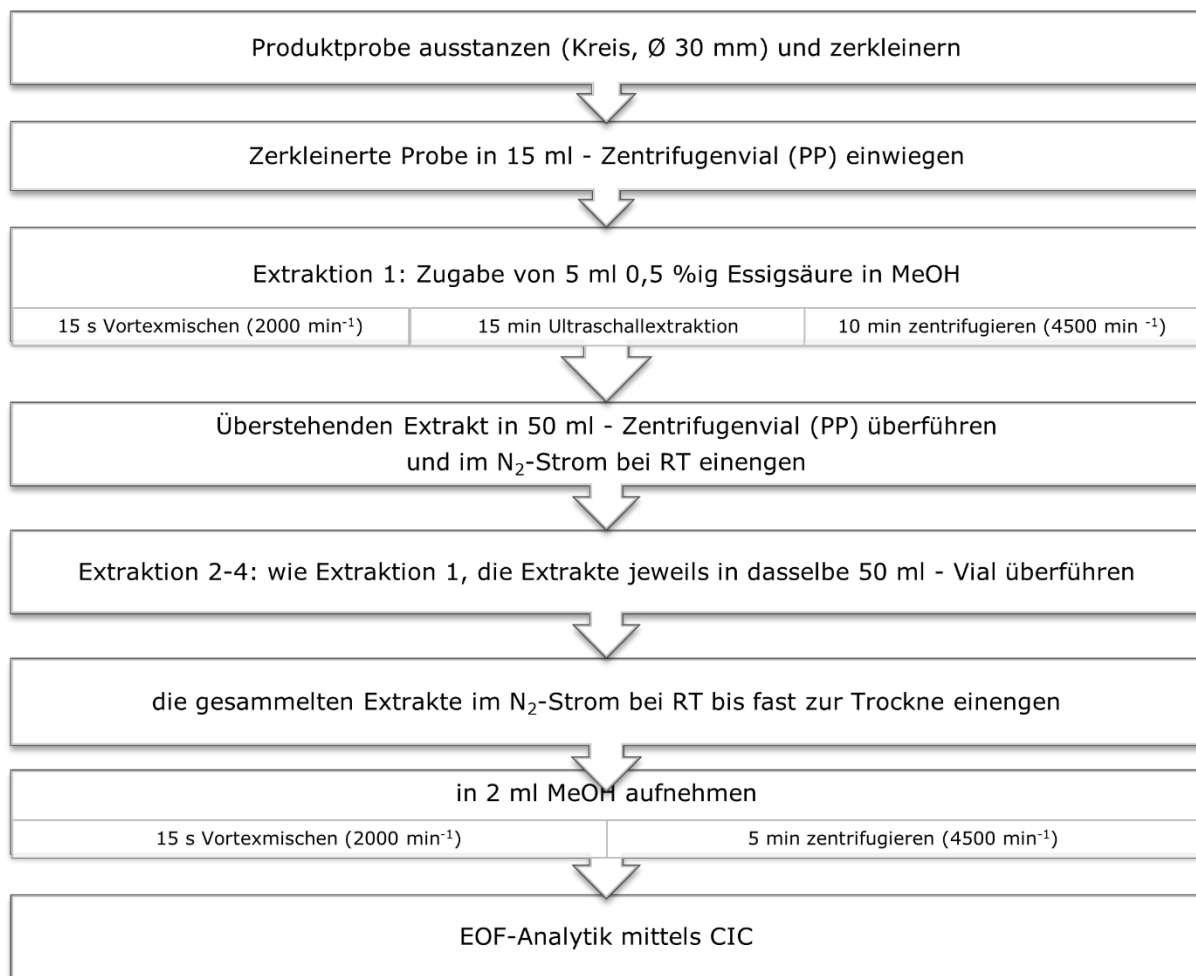 Produktprobe ausstanzen (Kreis, Ø 30 mm) und zerkleinern
Zerkleinerte Probe in 15 ml - Zentrifugenvial (PP) einwiegen
Extraktion 1: Zugabe von 5 ml 0,5 %ig Essigsäure in MeOH
15 s Vortexmischen (2000 min⁻¹)
15 min Ultraschallextraktion
10 min zentrifugieren (4500 min ⁻¹)
Überstehenden Extrakt in 50 ml - Zentrifugenvial (PP) überführen
und im N₂-Strom bei RT einengen
Extraktion 2-4: wie Extraktion 1, die Extrakte jeweils in dasselbe 50 ml - Vial überführen
die gesammelten Extrakte im N₂-Strom bei RT bis fast zur Trockne einengen
in 2 ml MeOH aufnehmen
15 s Vortexmischen (2000 min⁻¹)
5 min zentrifugieren (4500 min⁻¹)
EOF-Analytik mittels CIC